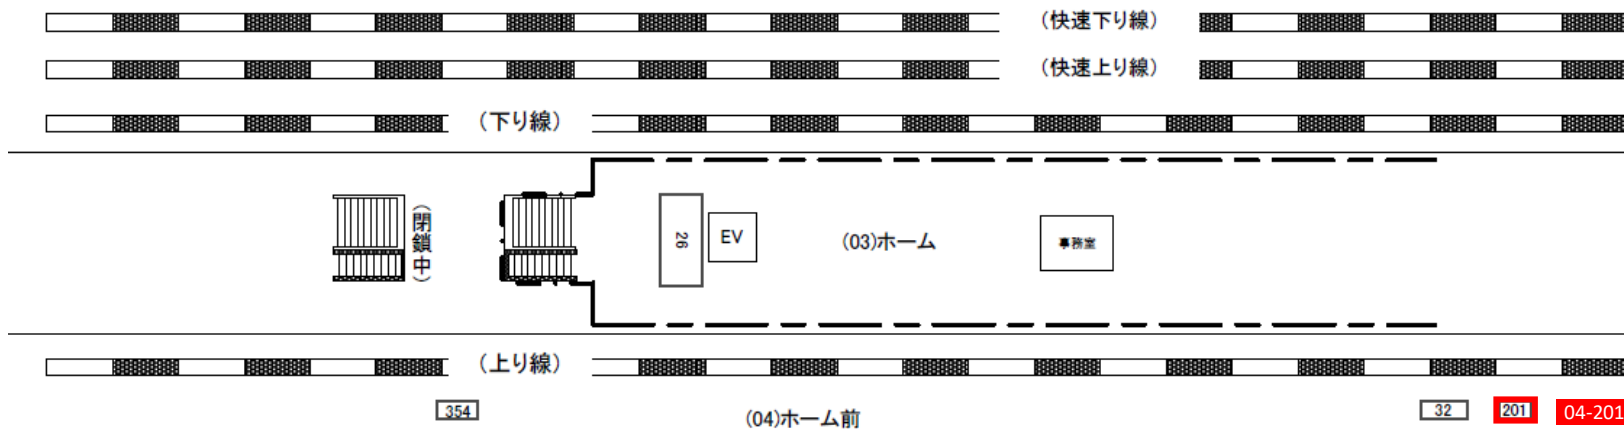 (快速下り線)
(快速上り線)
(下り線)
(閉鎖中)
26
EV
(03)ホーム
事務室
(上り線)
354
(04)ホーム前
32
201
04-201